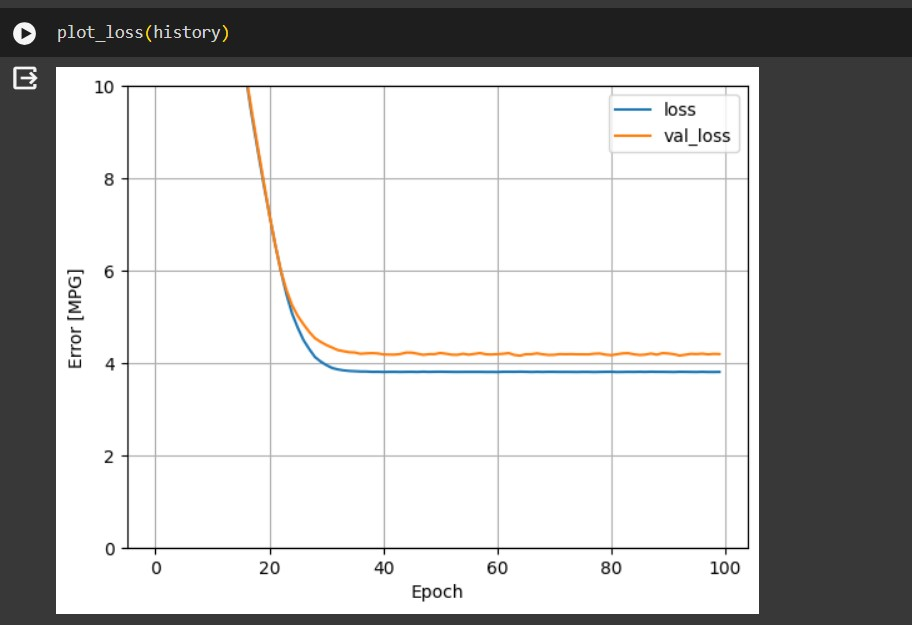 plot_loss(history)
10
8
6
4
2
0
Error [MPG]
loss
val_loss
0 20 40 60 80 100
Epoch